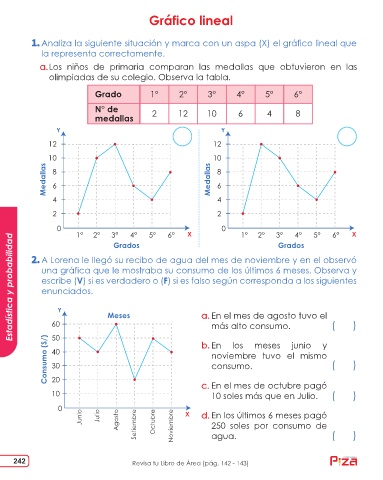 Gráfico lineal
1. Analiza la siguiente situación y marca con un aspa (X) el gráfico lineal que
la representa correctamente.
a. Los niños de primaria comparan las medallas que obtuvieron en las
olimpiadas de su colegio. Observa la tabla.
Grado 1° 2° 3° 4° 5° 6°
N° de medallas 2 12 10 6 4 8
Y
12
10
8
6
4
2
0
Medallas
1° 2° 3° 4° 5° 6° X
Grados
Y
12
10
8
6
4
2
0
Medallas
1° 2° 3° 4° 5° 6° X
Grados
2. A Lorena le llegó su recibo de agua del mes de noviembre y en el observó
una gráfica que le mostraba su consumo de los últimos 6 meses. Observa y
escribe (V) si es verdadero o (F) si es falso según corresponda a los siguientes
enunciados.
Y
Meses
60
50
40
30
20
10
0
Consumo (S/)
Junio Julio Agosto Setiembre Octubre Noviembre X
a. En el mes de agosto tuvo el
más alto consumo. ( )
b. En los meses junio y
noviembre tuvo el mismo
consumo. ( )
c. En el mes de octubre pagó
10 soles más que en Julio. ( )
d. En los últimos 6 meses pagó
250 soles por consumo de
agua. ( )
Estadística y probabilidad
242
Revisa tu Libro de Área (pág. 142 - 143)